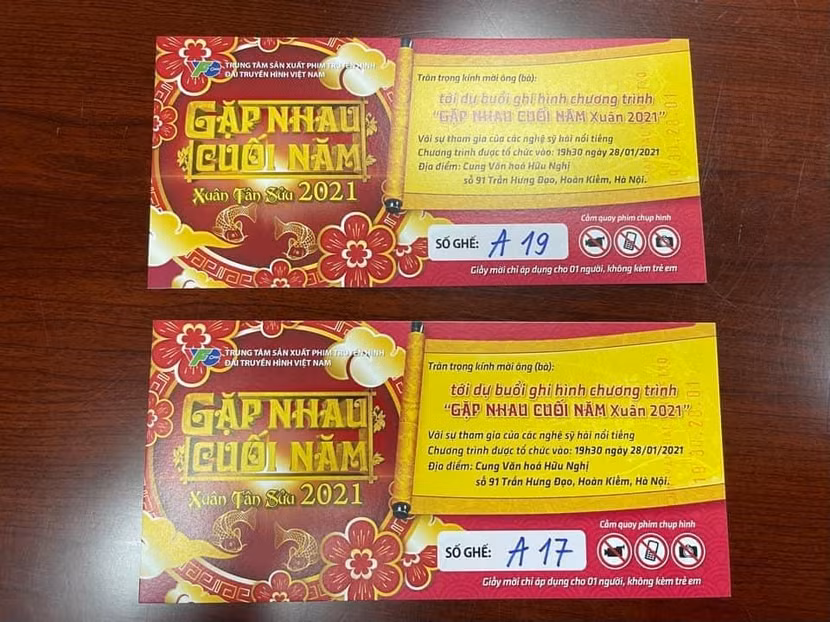 VFC
TRUNG TÂM SẢN XUẤT PHIM TRUYỀN HÌNH
ĐÀI TRUYỀN HÌNH VIỆT NAM
GẶP NHAU
CUỐI NĂM
Xuân Tân Sửu 2021
Trân trọng kính mời ông (bà):
tới dự buổi ghi hình chương trình
"GẶP NHAU CUỐI NĂM Xuân 2021"
Với sự tham gia của các nghệ sỹ hài nổi tiếng
Chương trình được tổ chức vào: 19h30 ngày 28/01/2021
Địa điểm: Cung Văn hoá Hữu Nghị
số 91 Trần Hưng Đạo, Hoàn Kiếm, Hà Nội.
Cấm quay phim chụp hình
SỐ GHẾ: A 19
Giấy mời chỉ áp dụng cho 01 người, không kèm trẻ em
VFC
TRUNG TÂM SẢN XUẤT PHIM TRUYỀN HÌNH
ĐÀI TRUYỀN HÌNH VIỆT NAM
GẶP NHAU
CUỐI NĂM
Xuân Tân Sửu 2021
Trân trọng kính mời ông (bà):
tới dự buổi ghi hình chương trình
"GẶP NHAU CUỐI NĂM Xuân 2021"
Với sự tham gia của các nghệ sỹ hài nổi tiếng
Chương trình được tổ chức vào: 19h30 ngày 28/01/2021
Địa điểm: Cung Văn hoá Hữu Nghị
số 91 Trần Hưng Đạo, Hoàn Kiếm, Hà Nội.
Cấm quay phim chụp hình
SỐ GHẾ: A 17
Giấy mời chỉ áp dụng cho 01 người, không kèm trẻ em